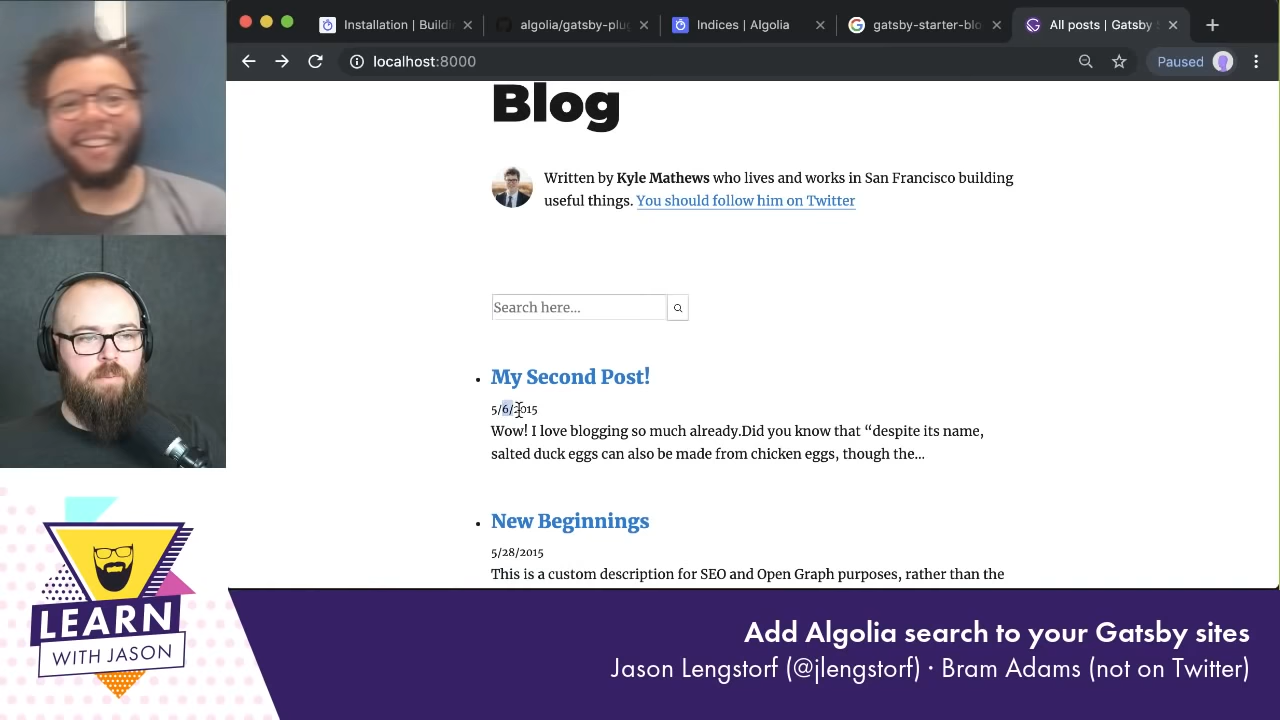 Installation | Buildi
algolia/gatsby-plug
Indices | Algolia
gatsby-starter-blo
All posts | Gatsby S
localhost:8000
Paused
Blog
Written by Kyle Mathews who lives and works in San Francisco building
useful things. You should follow him on Twitter
Search here...
My Second Post!
5/6/2015
Wow! I love blogging so much already.Did you know that “despite its name,
salted duck eggs can also be made from chicken eggs, though the…
New Beginnings
5/28/2015
This is a custom description for SEO and Open Graph purposes, rather than the
LEARN
WITH JASON
Add Algolia search to your Gatsby sites
Jason Lengstorf (@jlengstorf) · Bram Adams (not on Twitter)